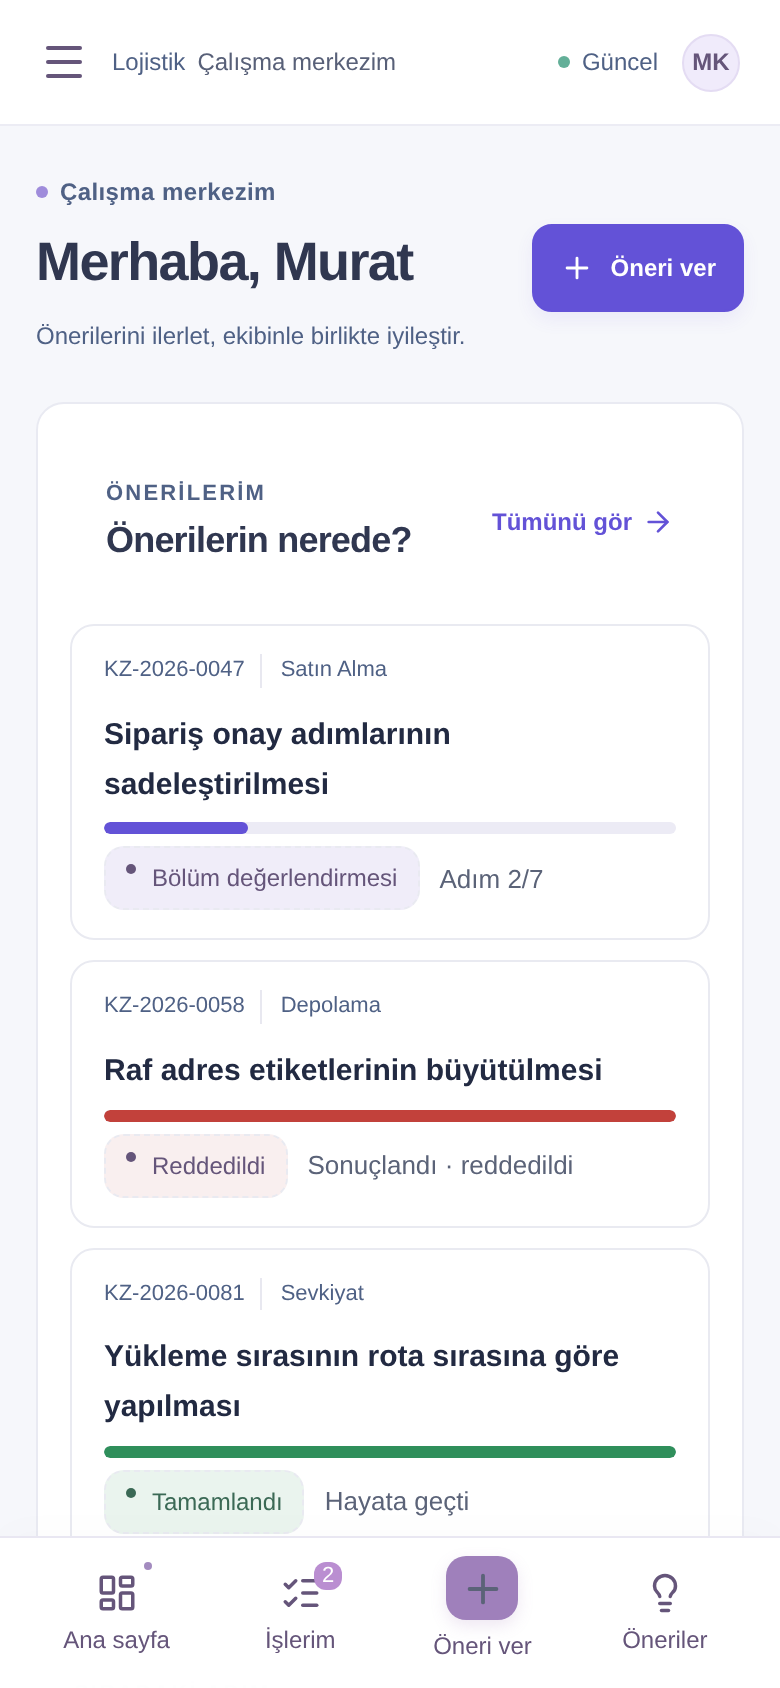 Lojistik Çalışma merkezim
Güncel
MK
Çalışma merkezim
Merhaba, Murat
Öneri ver
Önerilerini ilerlet, ekibinle birlikte iyileştir.
ÖNERİLERİM
Önerilerin nerede?
Tümünü gör
KZ-2026-0047 Satın Alma
Sipariş onay adımlarının
sadeleştirilmesi
Bölüm değerlendirmesi Adım 2/7
KZ-2026-0058 Depolama
Raf adres etiketlerinin büyütülmesi
Reddedildi Sonuçlandı · reddedildi
KZ-2026-0081 Sevkiyat
Yükleme sırasının rota sırasına göre
yapılması
Tamamlandı Hayata geçti
2
Ana sayfa İşlerim Öneri ver Öneriler